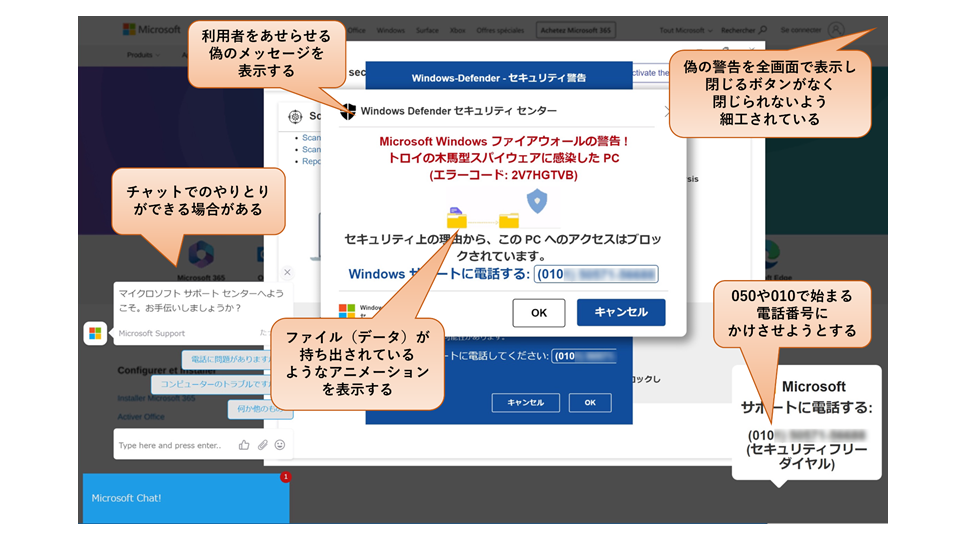 Microsoft
Office
Windows
Surface
Xbox
Offres spéciales
Achetez Microsoft 365
Tout Microsoft
Rechercher
Se connecter
Produits
利用者をあせらせる
偽のメッセージを
表示する
偽の警告を全画面で表示し
閉じるボタンがなく
閉じられないよう
細工されている
Windows-Defender - セキュリティ警告
Windows Defender セキュリティ センター
Microsoft Windows ファイアウォールの警告！
トロイの木馬型スパイウェアに感染した PC
(エラーコード: 2V7HGTVB)
チャットでのやりとり
ができる場合がある
セキュリティ上の理由から、この PC へのアクセスはブロッ
クされています。
Windows サポートに電話する: (010
OK
キャンセル
Microsoft 365
マイクロソフト サポート センターへよう
こそ。お手伝いしましょうか？
Microsoft Support
電話に問題があります
コンピューターのトラブルです
何か他のもの
Configurer et installer
Installer Microsoft 365
Activer Office
Type here and press enter...
Microsoft Chat!
1
ファイル（データ）が
持ち出されている
ようなアニメーション
を表示する
ートに電話してください: (010
キャンセル
OK
ロックし
050や010で始まる
電話番号に
かけさせようとする
Microsoft
サポートに電話する:
(010
(セキュリティフリー
ダイヤル)